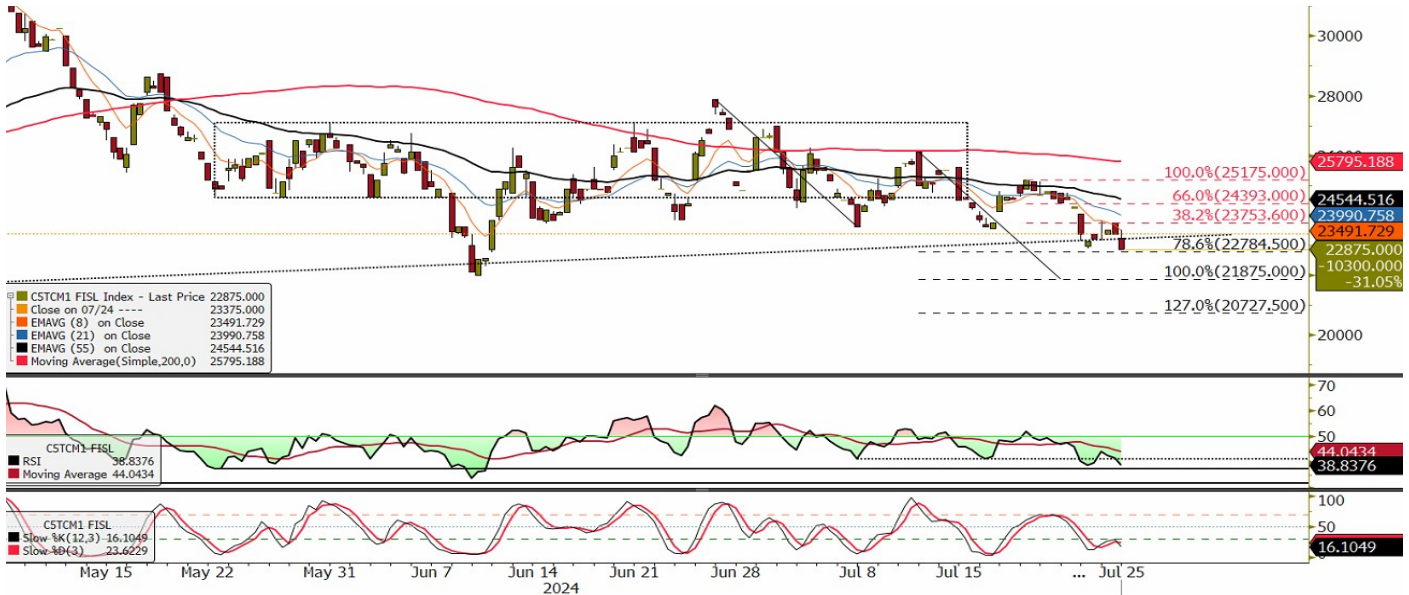 30000
28000
25795.188
100.0%(25175.000)
66.0%(24393.000)
24544.516
23990.758
38.2%(23753.600)
23491.729
78.6%(22784.500)
22875.000
-10300.000
-31.05%
100.0%(21875.000)
127.0%(20727.500)
20000
C5TCM1 FISL Index - Last Price 22875.000
Close on 07/24 ---- 23375.000
EMAVG (8) on Close 23491.729
EMAVG (21) on Close 23990.758
EMAVG (55) on Close 24544.516
Moving Average(Simple,200,0) 25795.188
70
60
50
44.0434
38.8376
C5TCM1 FISL
RSI 38.8376
Moving Average 44.0434
100
50
16.1049
C5TCM1 FISL
Slow %K(12,3) 16.1049
Slow %D(3) 23.6229
May 15 May 22 May 31 Jun 7 Jun 14 Jun 21 Jun 28 Jul 8 Jul 15 ... Jul 25
2024